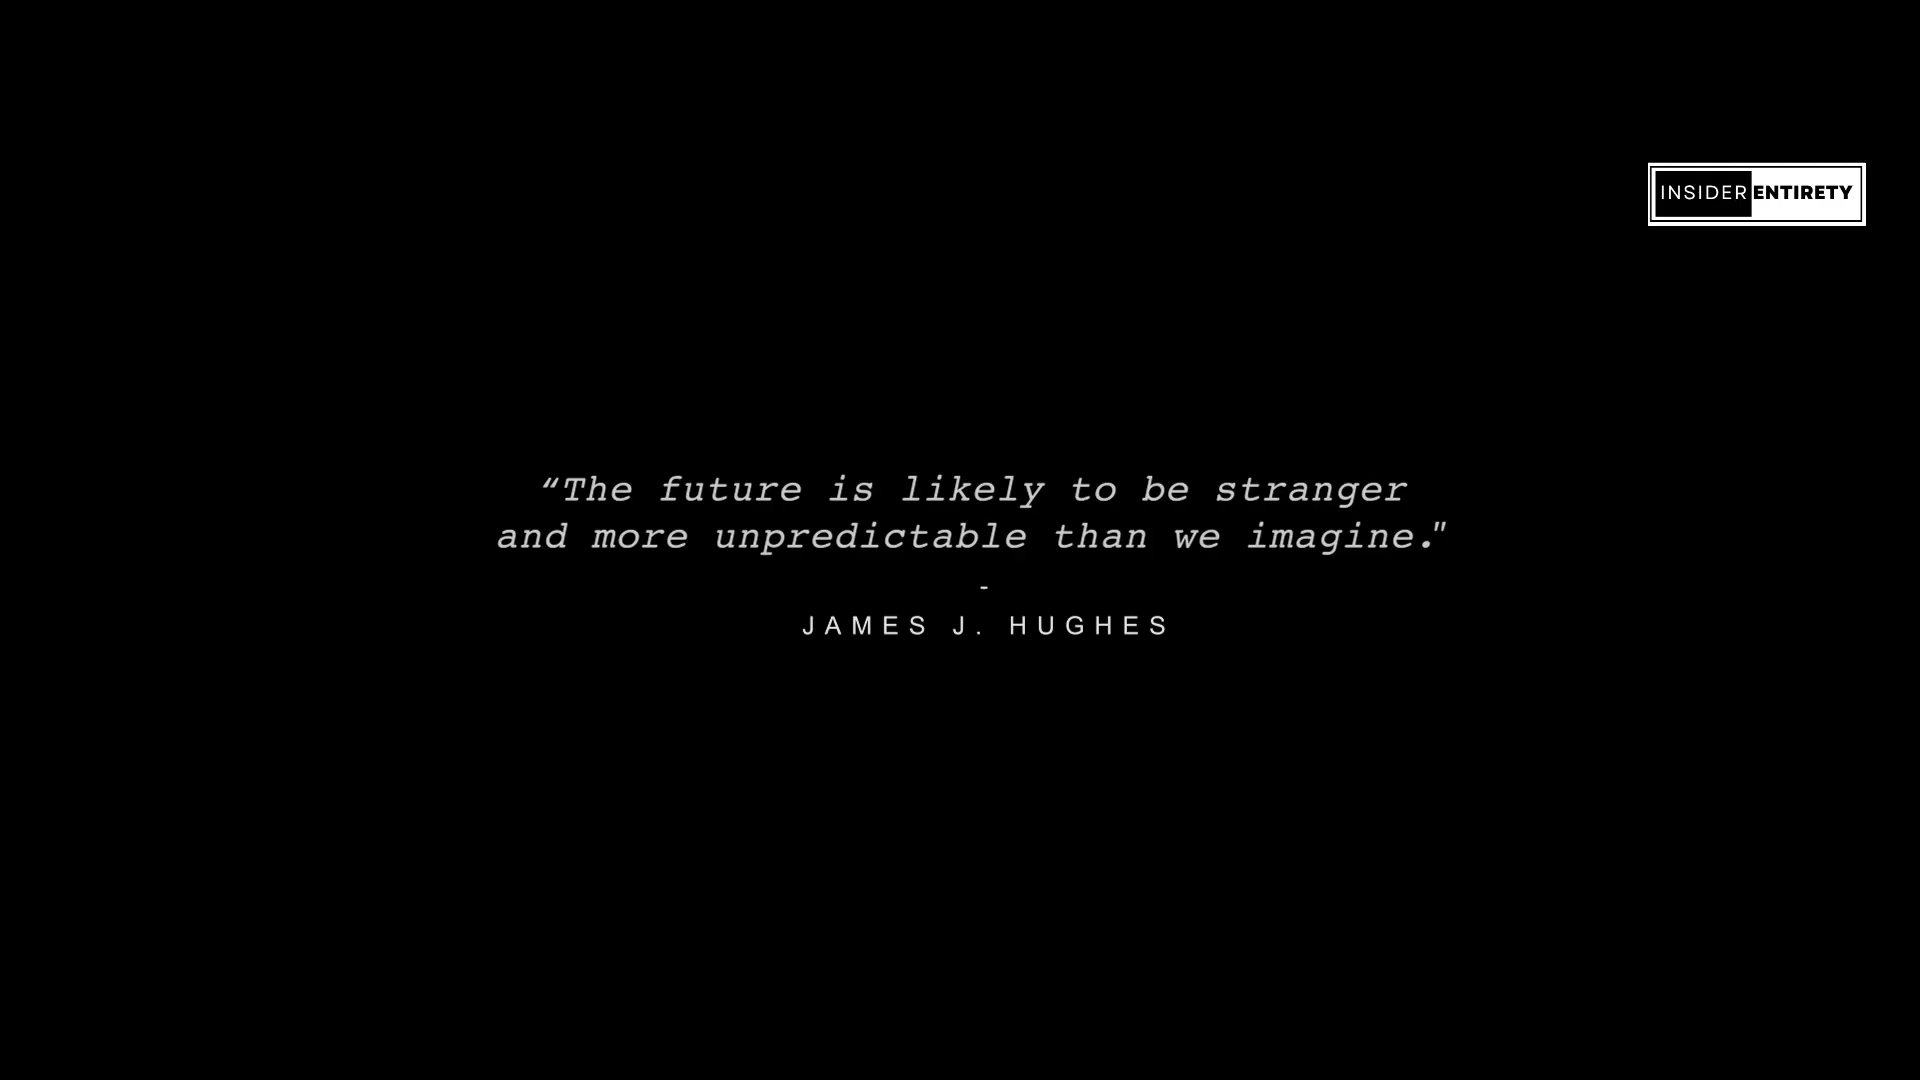 INSIDER ENTIRETY
“The future is likely to be stranger
and more unpredictable than we imagine."
-
JAMES J. HUGHES